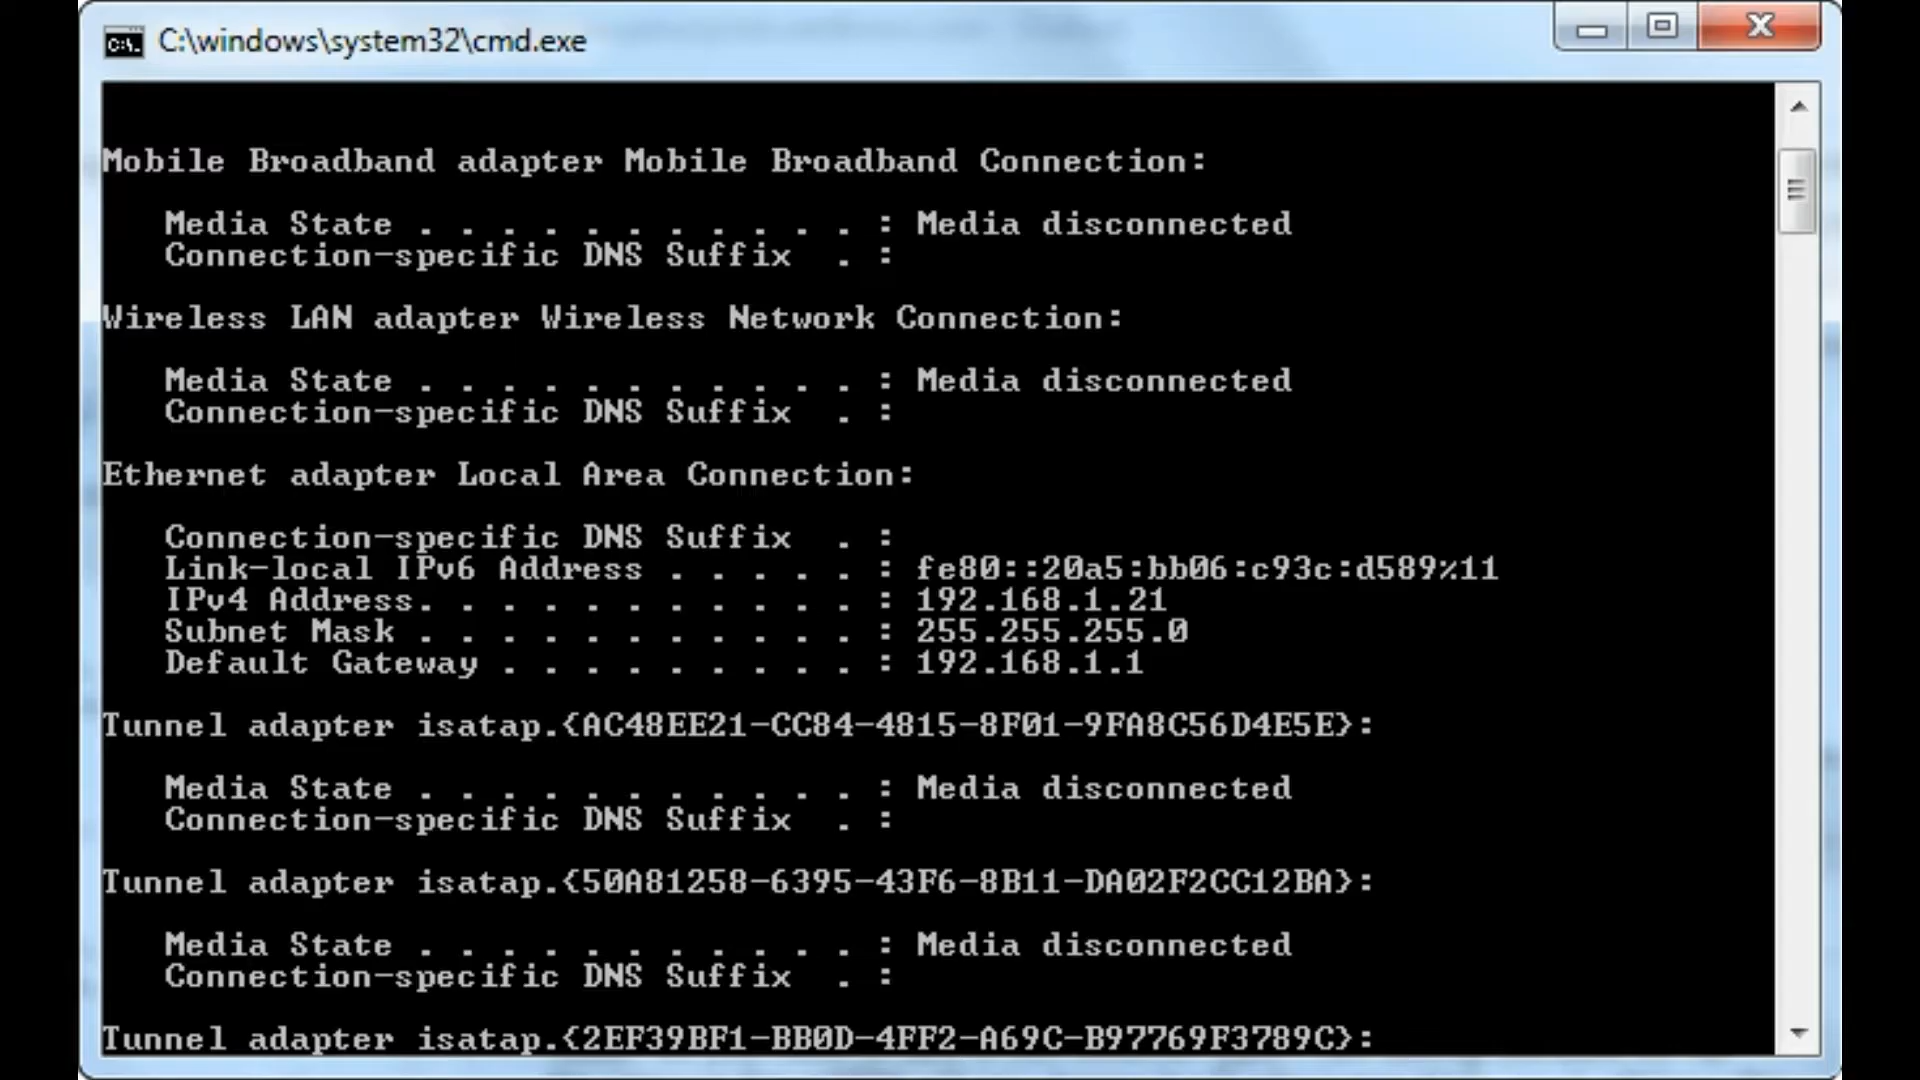 C:\windows\system32\cmd.exe
Mobile Broadband adapter Mobile Broadband Connection:
Media State . . . . . . . . . . . : Media disconnected
Connection-specific DNS Suffix  . :
Wireless LAN adapter Wireless Network Connection:
Media State . . . . . . . . . . . : Media disconnected
Connection-specific DNS Suffix  . :
Ethernet adapter Local Area Connection:
Connection-specific DNS Suffix  . :
Link-local IPv6 Address . . . . . : fe80::20a5:bb06:c93c:d589%11
IPv4 Address. . . . . . . . . . . : 192.168.1.21
Subnet Mask . . . . . . . . . . . : 255.255.255.0
Default Gateway . . . . . . . . . : 192.168.1.1
Tunnel adapter isatap.{AC48EE21-CC84-4815-8F01-9FA8C56D4E5E}:
Media State . . . . . . . . . . . : Media disconnected
Connection-specific DNS Suffix  . :
Tunnel adapter isatap.{50A81258-6395-43F6-8B11-DA02F2CC12BA}:
Media State . . . . . . . . . . . : Media disconnected
Connection-specific DNS Suffix  . :
Tunnel adapter isatap.{2EF39BF1-BB0D-4FF2-A69C-B97769F3789C}: